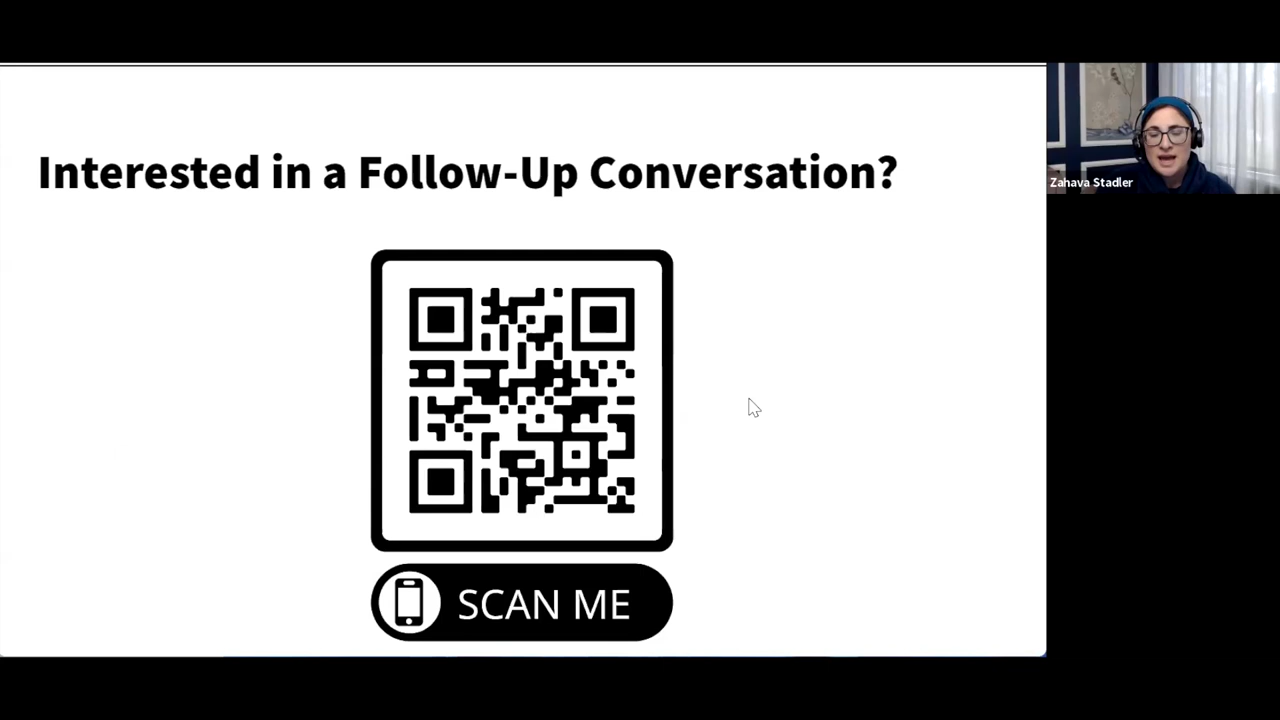 Interested in a Follow-Up Conversation?
Zahava Stadler
SCAN ME